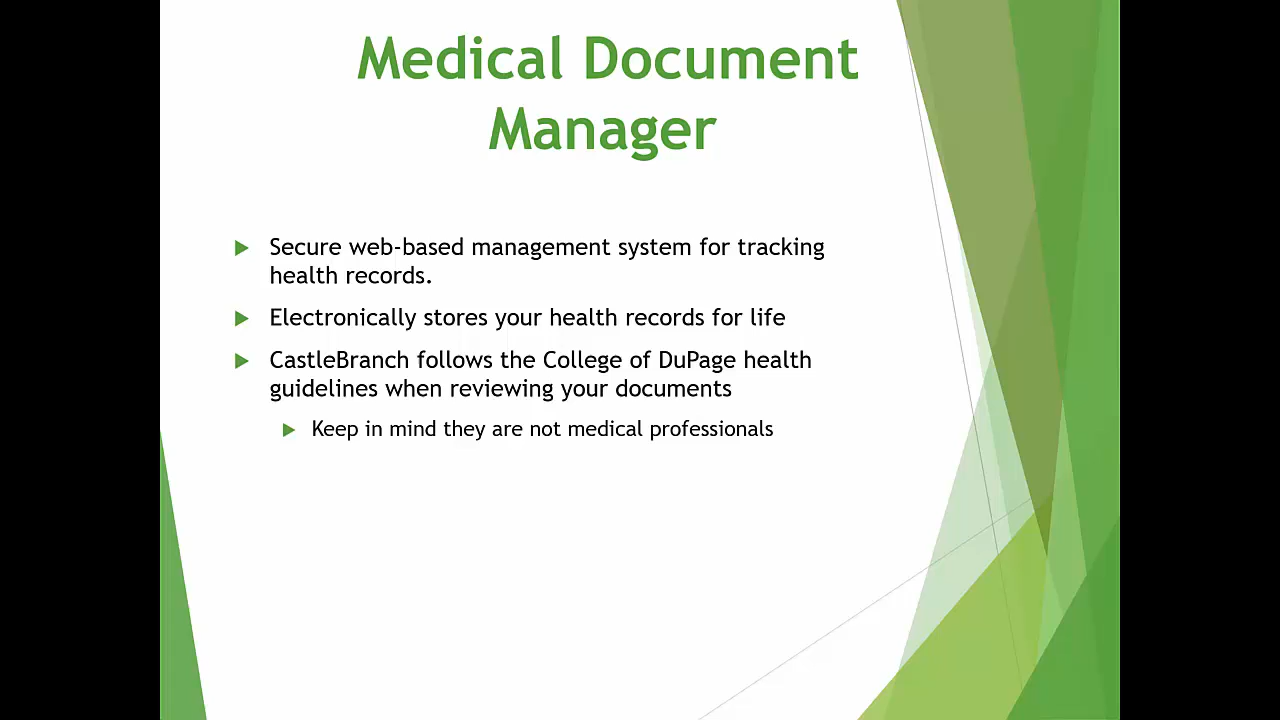 Medical Document
Manager
Secure web-based management system for tracking
health records.
Electronically stores your health records for life
CastleBranch follows the College of DuPage health
guidelines when reviewing your documents
Keep in mind they are not medical professionals